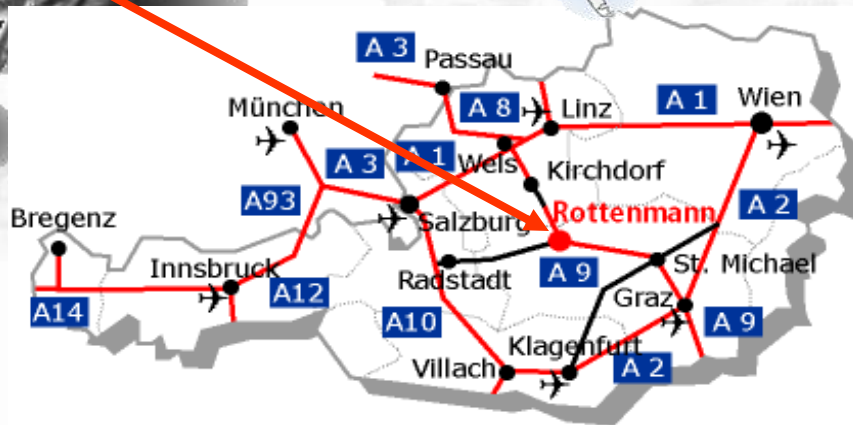 A 3
Passau
München
A 8
Linz
A 1
Wien
A 3
A 1
Wels
Kirchdorf
A93
Salzburg
Rottenmann
A 2
Bregenz
Innsbruck
Radstadt
A 9
St. Michael
A14
A12
A10
Graz
A 9
Villach
Klagenfurt
A 2